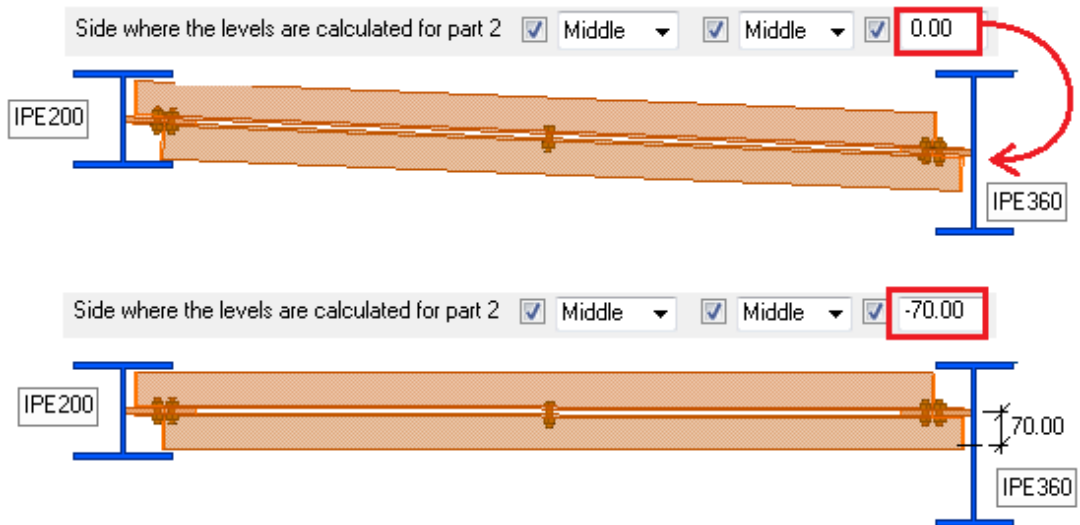 Side where the levels are calculated for part 2 Middle Middle 0.00
IPE200
IPE360
Side where the levels are calculated for part 2 Middle Middle -70.00
IPE200
70.00
IPE360